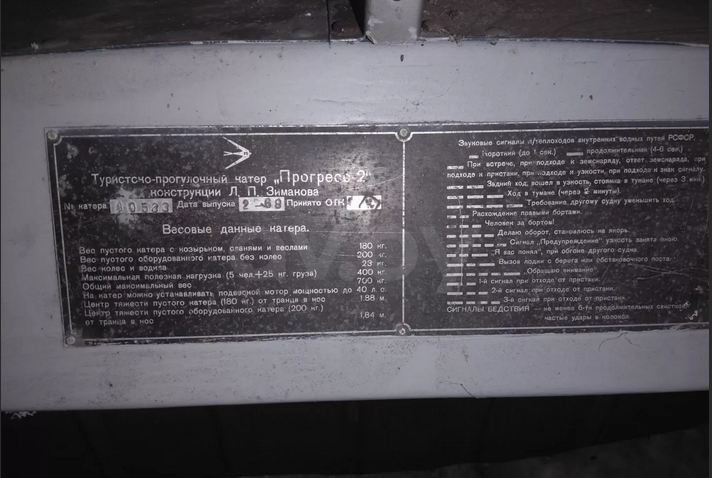 Туристско-прогулочный катер „Прогресс-2"
конструкции Л. П. Зиманова
№ катера Дата выпуска Принято ОТК
Весовые данные катера.
Вес пустого катера с козырьком, сланями и веслами 180 кг.
Вес пустого оборудованного катера без колес 200 кг.
Вес колес и водила 23 кг.
Максимальная полезная нагрузка (5 чел.+25 кг. груза) 400 кг.
Общий максимальный вес 700 кг.
На катер можно устанавливать подвесной мотор мощностью до 40 л. с.
Центр тяжести пустого катера (180 кг.) от транца в нос 1.88 м.
Центр тяжести пустого оборудованного катера (200 кг.)
от транца в нос 1,84 м.
Звуковые сигналы теплоходов внутренних водных путей РСФСР.
короткий (до 1 сек.) продолжительный (4-6 сек.)
При встрече, при подходе к земснаряду, ответ земснаряда, при
подходе к пристани, при подходе к узкости, при подходе к знак сигналу.
Задний ход, вошел в узкость, стоянка в тумане (через 3 мин.)
Ход в тумане (через 2 минуты).
Требование другому судну уменьшить ход.
Расхождение правыми бортами.
Человек за бортом!
Делаю оборот, становлюсь на якорь.
Сигнал "Предупреждение" узкость занята мною.
"Я вас понял", при обгоне другого судна.
Вызов лодки с берега или обстановочного поста.
"Обращаю внимание"
1-й сигнал при отходе от пристани.
2-й сигнал при отходе от пристани.
3-й сигнал при отходе от пристани.
СИГНАЛЫ БЕДСТВИЯ — не менее 6-ти продолжительных свистков,
частые удары в колокол.